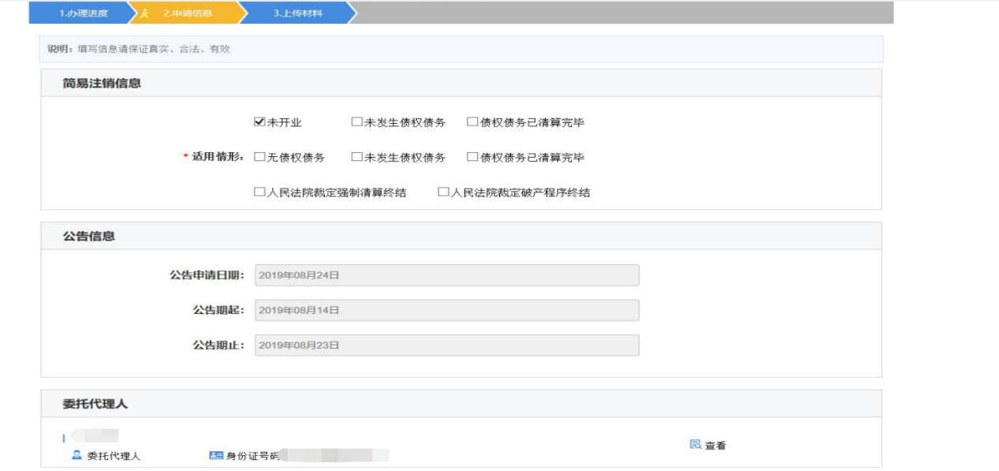 1.办理进度 2.申请信息 3.上传材料
说明：填写信息请保证真实、合法、有效
简易注销信息
未开业 未发生债权债务 债权债务已清算完毕
* 适用情形： 无债权债务 未发生债权债务 债权债务已清算完毕
人民法院裁定强制清算终结 人民法院裁定破产程序终结
公告信息
公告申请日期： 2019年08月24日
公告期起： 2019年08月14日
公告期止： 2019年08月23日
委托代理人
查看
委托代理人 身份证号码